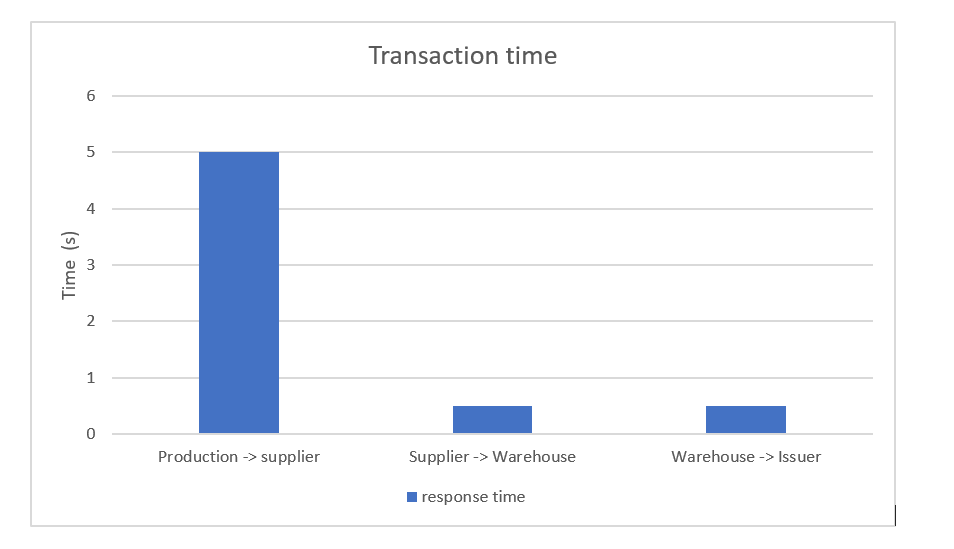 Transaction time
6
5
4
3
2
1
0
Time (s)
Production -> supplier
Supplier -> Warehouse
Warehouse -> Issuer
response time